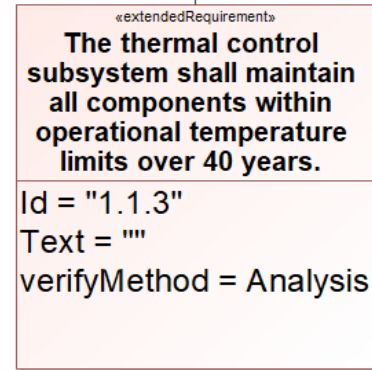 «extendedRequirement»
The thermal control
subsystem shall maintain
all components within
operational temperature
limits over 40 years.
Id = "1.1.3"
Text = ""
verifyMethod = Analysis